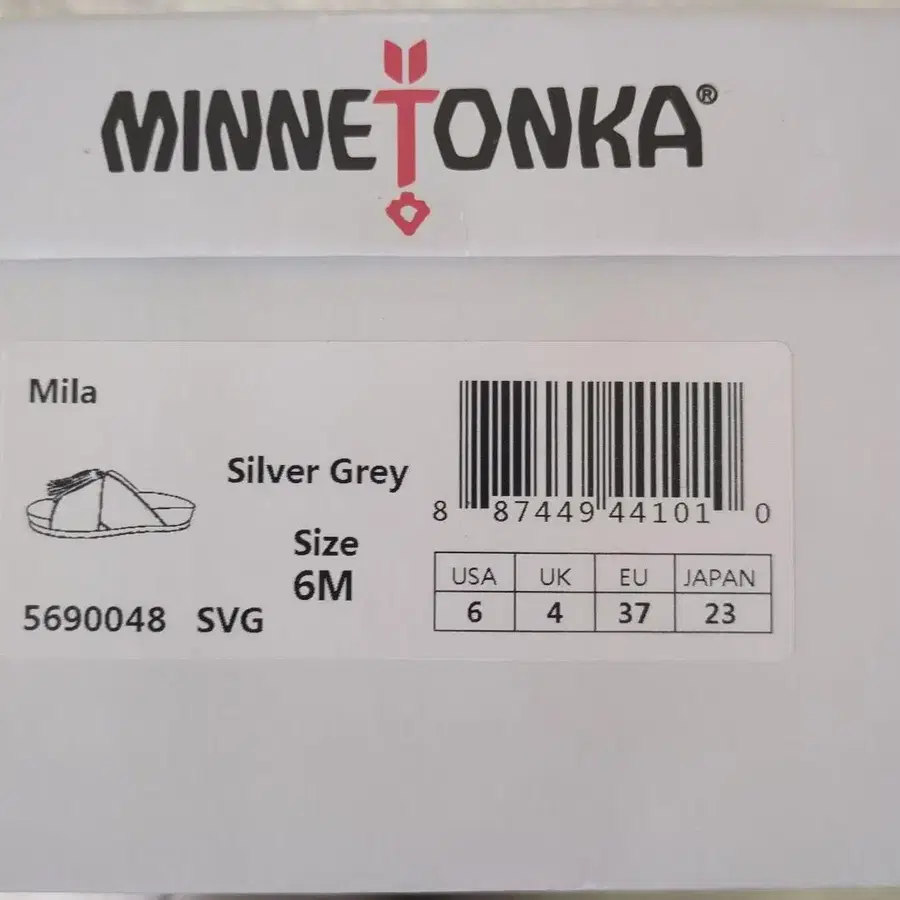 MINNETONKA®
Mila
Silver Grey
Size
6M
5690048 SVG
8 87449 44101 0
USA UK EU JAPAN
6 4 37 23